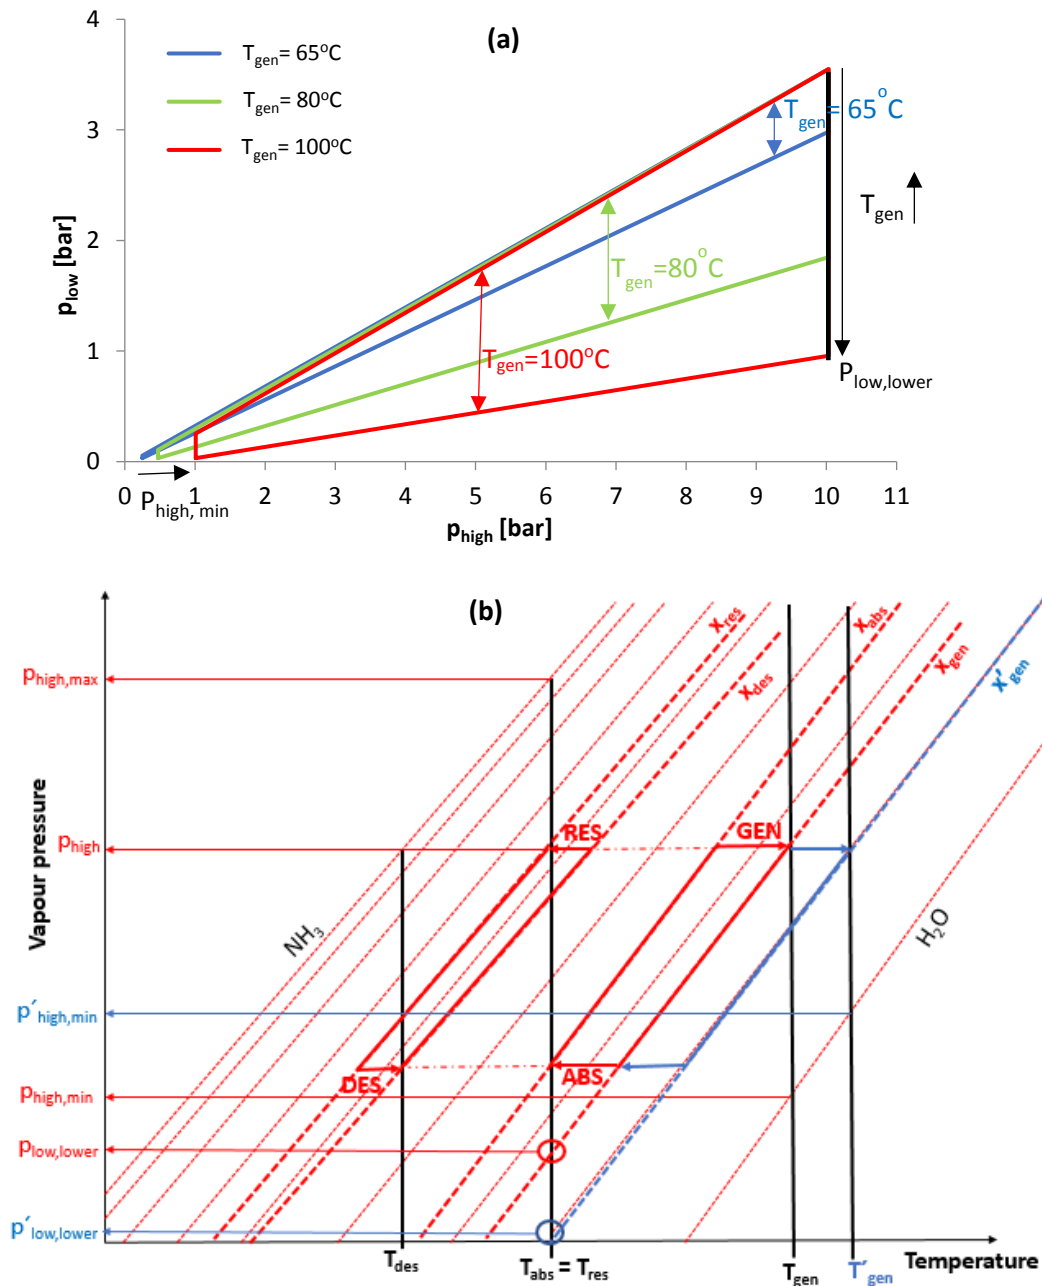 (a)
T_gen= 65°C
T_gen= 80°C
T_gen= 100°C
4
3
2
1
0
p_low [bar]
T_gen= 65°C
T_gen
T_gen=80°C
T_gen=100°C
P_low,lower
P_high, min
0 1 2 3 4 5 6 7 8 9 10 11
p_high [bar]
(b)
x_res
x_des
x_abs
x_gen
x'_gen
p_high,max
p_high
p'_high,min
p_high,min
p_low,lower
p'_low,lower
Vapour pressure
RES
GEN
NH₃
H₂O
DES
ABS
T_des
T_abs = T_res
T_gen
T'_gen
Temperature